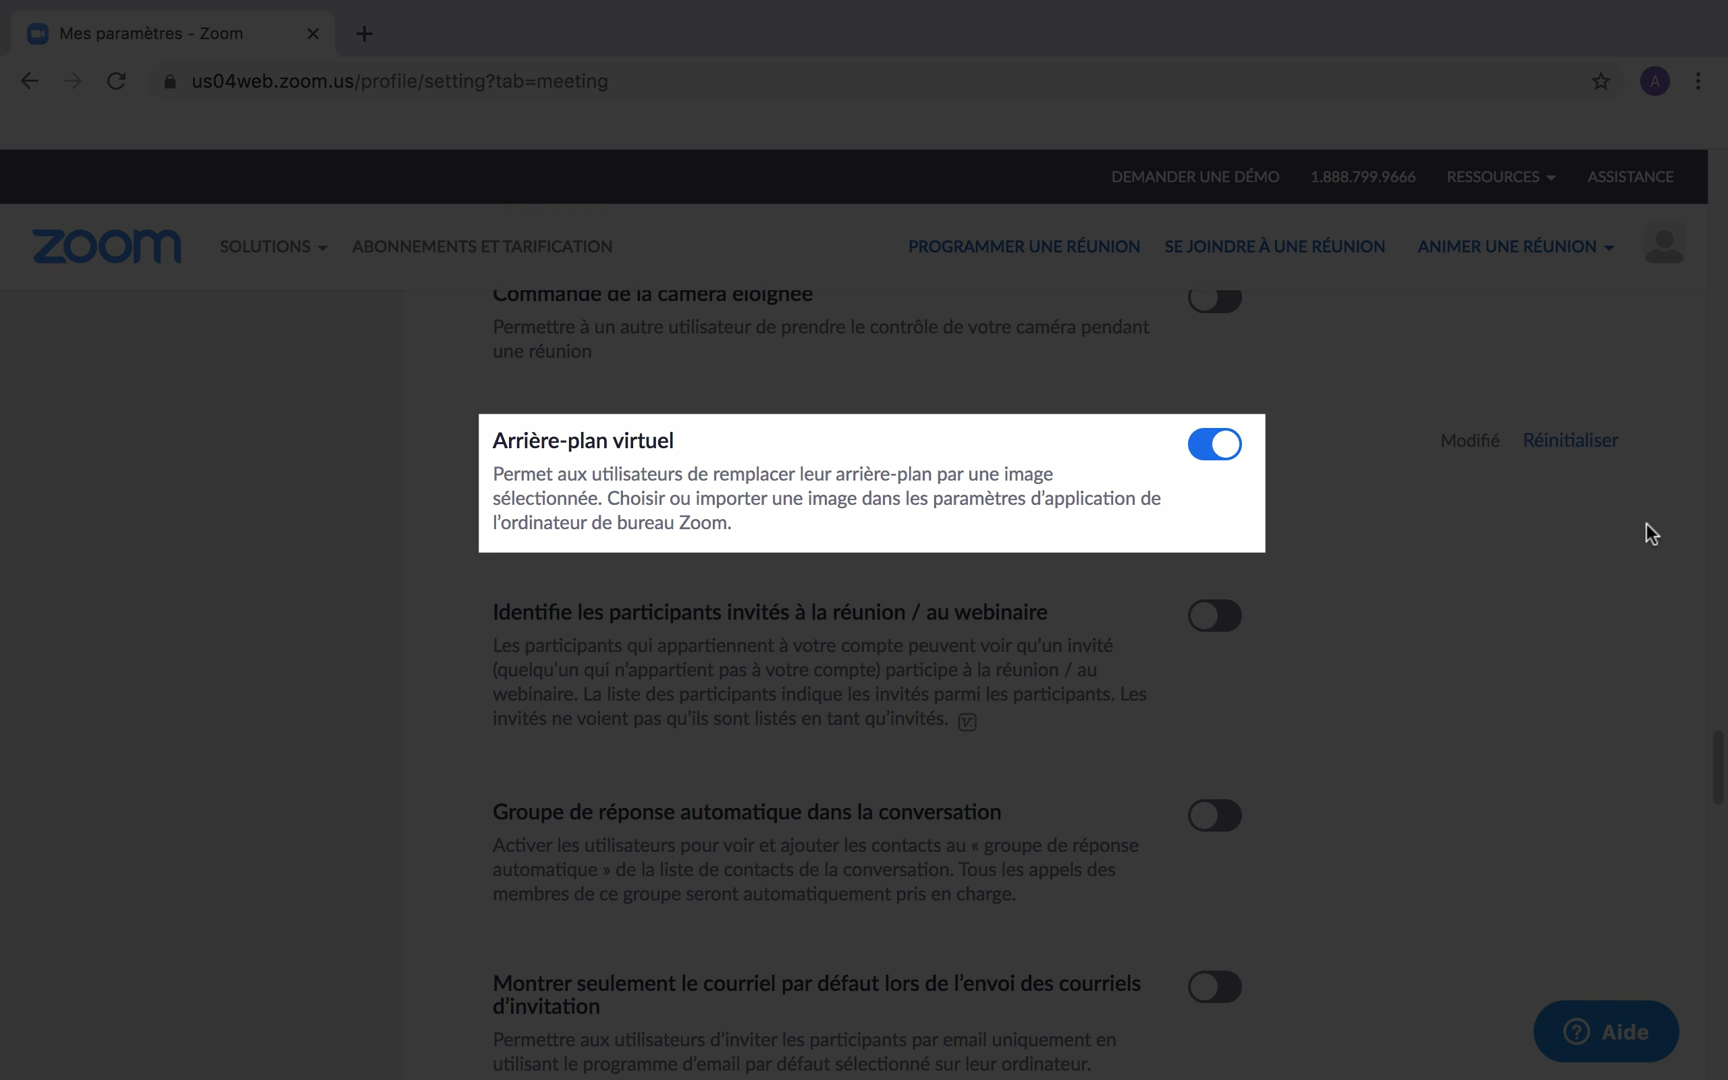 Mes paramètres - Zoom
us04web.zoom.us/profile/setting?tab=meeting
A
DEMANDER UNE DÉMO 1.888.799.9666 RESSOURCES ASSISTANCE
zoom SOLUTIONS ABONNEMENTS ET TARIFICATION PROGRAMMER UNE RÉUNION SE JOINDRE À UNE RÉUNION ANIMER UNE RÉUNION
Commande de la caméra éloignée
Permettre à un autre utilisateur de prendre le contrôle de votre caméra pendant
une réunion
Arrière-plan virtuel
Modifié Réinitialiser
Permet aux utilisateurs de remplacer leur arrière-plan par une image
sélectionnée. Choisir ou importer une image dans les paramètres d’application de
l’ordinateur de bureau Zoom.
Identifie les participants invités à la réunion / au webinaire
Les participants qui appartiennent à votre compte peuvent voir qu’un invité
(quelqu’un qui n’appartient pas à votre compte) participe à la réunion / au
webinaire. La liste des participants indique les invités parmi les participants. Les
invités ne voient pas qu’ils sont listés en tant qu’invités.
Groupe de réponse automatique dans la conversation
Activer les utilisateurs pour voir et ajouter les contacts au « groupe de réponse
automatique » de la liste de contacts de la conversation. Tous les appels des
membres de ce groupe seront automatiquement pris en charge.
Montrer seulement le courriel par défaut lors de l’envoi des courriels
d’invitation
Permettre aux utilisateurs d’inviter les participants par email uniquement en
utilisant le programme d’email par défaut sélectionné sur leur ordinateur.
? Aide